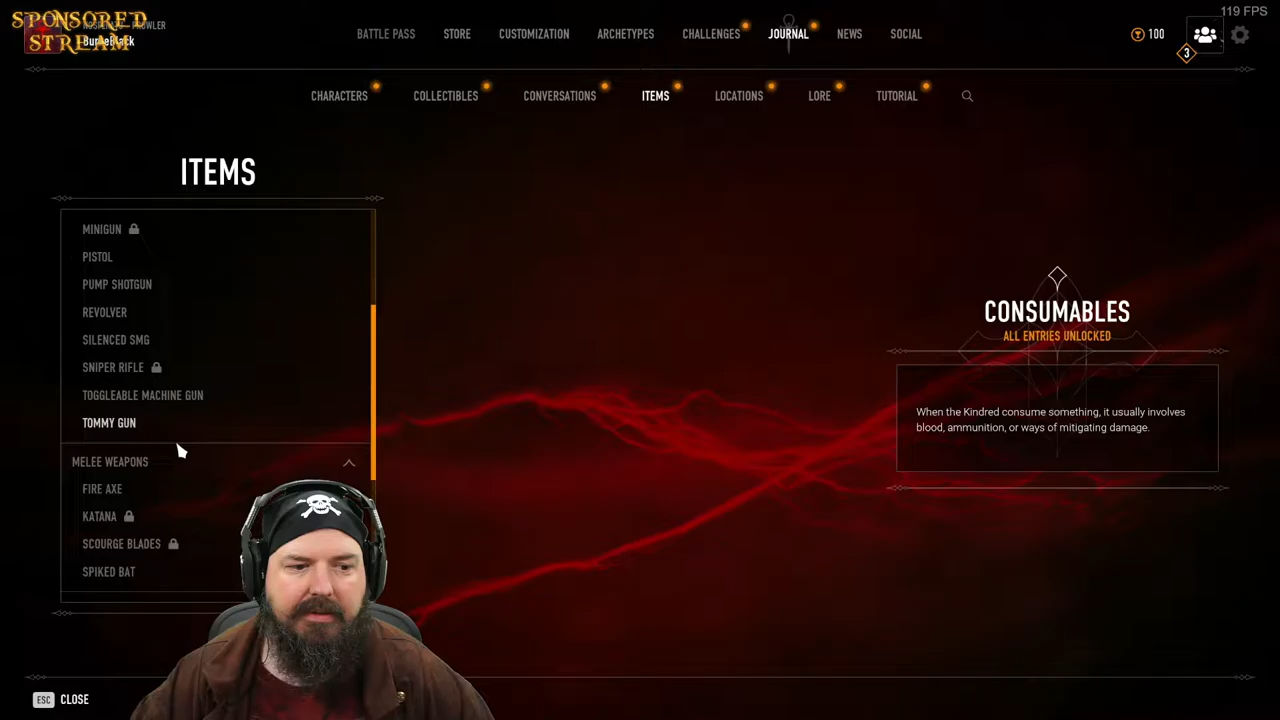 SPONSORED
STREAM
119 FPS
PROWLER
BATTLE PASS
STORE
CUSTOMIZATION
ARCHETYPES
CHALLENGES
JOURNAL
NEWS
SOCIAL
100
3
CHARACTERS
COLLECTIBLES
CONVERSATIONS
ITEMS
LOCATIONS
LORE
TUTORIAL
ITEMS
MINIGUN
PISTOL
PUMP SHOTGUN
REVOLVER
SILENCED SMG
SNIPER RIFLE
TOGGLEABLE MACHINE GUN
TOMMY GUN
MELEE WEAPONS
FIRE AXE
KATANA
SCOURGE BLADES
SPIKED BAT
CONSUMABLES
ALL ENTRIES UNLOCKED
When the Kindred consume something, it usually involves
blood, ammunition, or ways of mitigating damage.
ESC CLOSE